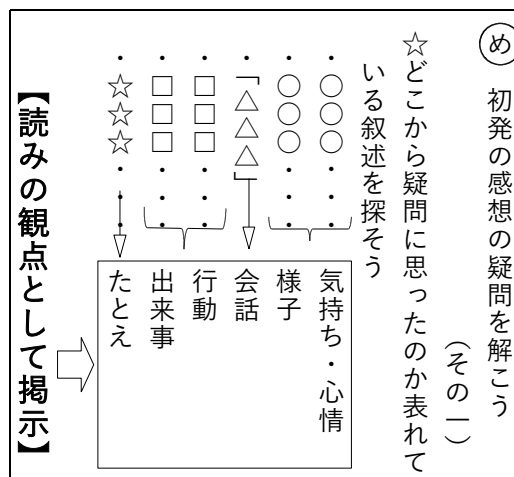 め 初発の感想の疑問を解こう
(その一)
☆どこから疑問に思ったのか表れて
いる叙述を探そう
・○○○・・・
・○○○・・・
・「△△△」
・□□□・・・
・□□□・・・
・☆☆☆・・・
気持ち・心情
様子
会話
行動
出来事
たとえ
【読みの観点として掲示】